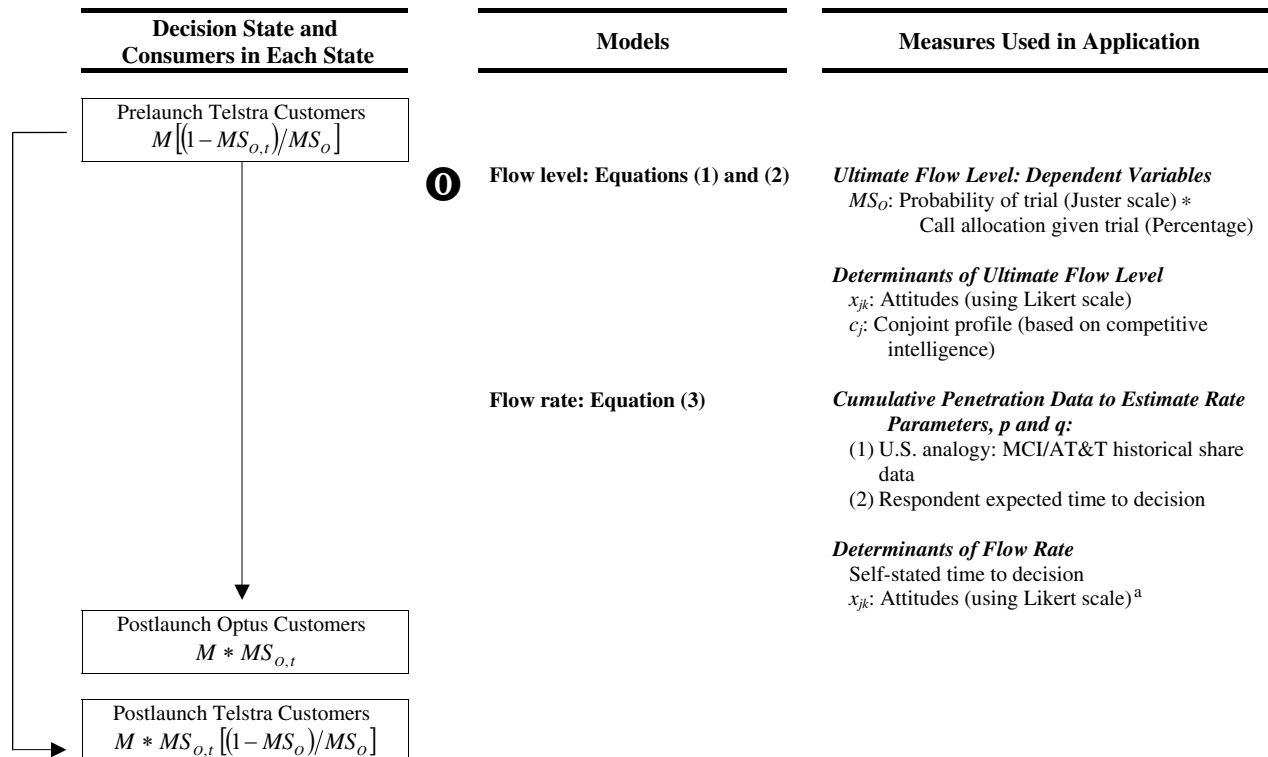 Decision State and
Consumers in Each State
Models
Measures Used in Application
Prelaunch Telstra Customers
M[(1 − MS_{O,t})/MS_O]
0
Flow level: Equations (1) and (2)
Ultimate Flow Level: Dependent Variables
MS_O: Probability of trial (Juster scale) *
Call allocation given trial (Percentage)
Determinants of Ultimate Flow Level
x_{jk}: Attitudes (using Likert scale)
c_j: Conjoint profile (based on competitive
intelligence)
Flow rate: Equation (3)
Cumulative Penetration Data to Estimate Rate
Parameters, p and q:
(1) U.S. analogy: MCI/AT&T historical share
data
(2) Respondent expected time to decision
Determinants of Flow Rate
Self-stated time to decision
x_{jk}: Attitudes (using Likert scale)^a
Postlaunch Optus Customers
M * MS_{O,t}
Postlaunch Telstra Customers
M * MS_{O,t} [(1 − MS_O)/MS_O]